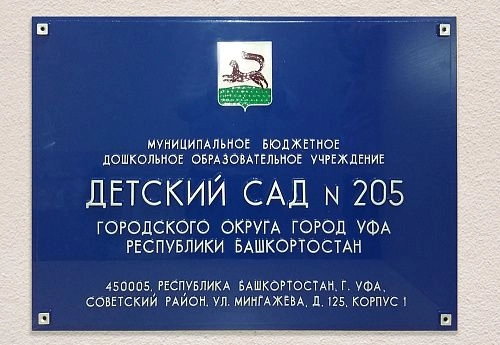 МУНИЦИПАЛЬНОЕ БЮДЖЕТНОЕ
ДОШКОЛЬНОЕ ОБРАЗОВАТЕЛЬНОЕ УЧРЕЖДЕНИЕ
ДЕТСКИЙ САД N 205
ГОРОДСКОГО ОКРУГА ГОРОД УФА
РЕСПУБЛИКИ БАШКОРТОСТАН
450005, РЕСПУБЛИКА БАШКОРТОСТАН, Г. УФА,
СОВЕТСКИЙ РАЙОН, УЛ. МИНГАЖЕВА, Д. 125, КОРПУС 1